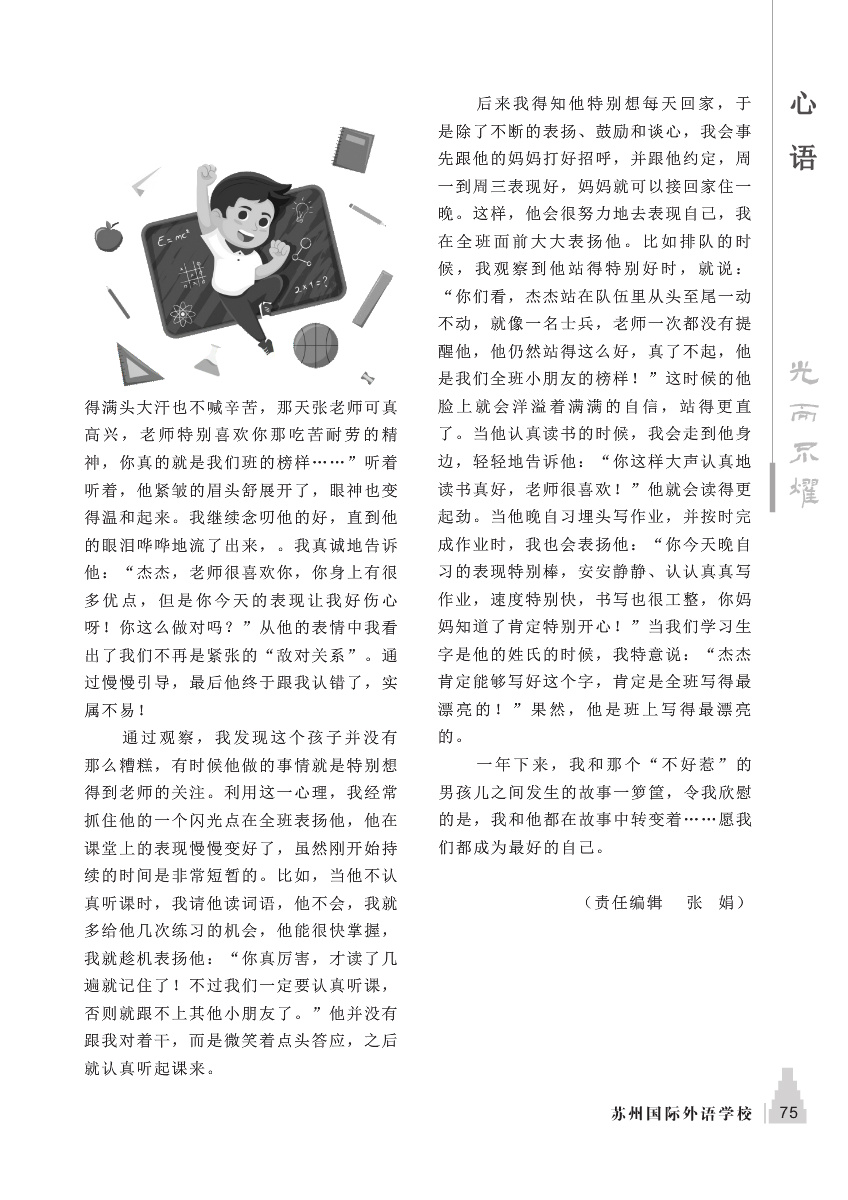 E=mc²
2x1=?
得满头大汗也不喊辛苦，那天张老师可真
高兴，老师特别喜欢你那吃苦耐劳的精
神，你真的就是我们班的榜样……”听着
听着，他紧皱的眉头舒展开了，眼神也变
得温和起来。我继续念叨他的好，直到他
的眼泪哗哗地流了出来，。我真诚地告诉
他：“杰杰，老师很喜欢你，你身上有很
多优点，但是你今天的表现让我好伤心
呀！你这么做对吗？”从他的表情中我看
出了我们不再是紧张的“敌对关系”。通
过慢慢引导，最后他终于跟我认错了，实
属不易！
通过观察，我发现这个孩子并没有
那么糟糕，有时候他做的事情就是特别想
得到老师的关注。利用这一心理，我经常
抓住他的一个闪光点在全班表扬他，他在
课堂上的表现慢慢变好了，虽然刚开始持
续的时间是非常短暂的。比如，当他不认
真听课时，我请他读词语，他不会，我就
多给他几次练习的机会，他能很快掌握，
我就趁机表扬他：“你真厉害，才读了几
遍就记住了！不过我们一定要认真听课，
否则就跟不上其他小朋友了。”他并没有
跟我对着干，而是微笑着点头答应，之后
就认真听起课来。
后来我得知他特别想每天回家，于
是除了不断的表扬、鼓励和谈心，我会事
先跟他的妈妈打好招呼，并跟他约定，周
一到周三表现好，妈妈就可以接回家住一
晚。这样，他会很努力地去表现自己，我
在全班面前大大表扬他。比如排队的时
候，我观察到他站得特别好时，就说：
“你们看，杰杰站在队伍里从头至尾一动
不动，就像一名士兵，老师一次都没有提
醒他，他仍然站得这么好，真了不起，他
是我们全班小朋友的榜样！”这时候的他
脸上就会洋溢着满满的自信，站得更直
了。当他认真读书的时候，我会走到他身
边，轻轻地告诉他：“你这样大声认真地
读书真好，老师很喜欢！”他就会读得更
起劲。当他晚自习埋头写作业，并按时完
成作业时，我也会表扬他：“你今天晚自
习的表现特别棒，安安静静、认认真真写
作业，速度特别快，书写也很工整，你妈
妈知道了肯定特别开心！”当我们学习生
字是他的姓氏的时候，我特意说：“杰杰
肯定能够写好这个字，肯定是全班写得最
漂亮的！”果然，他是班上写得最漂亮
的。
一年下来，我和那个“不好惹”的
男孩儿之间发生的故事一箩筐，令我欣慰
的是，我和他都在故事中转变着……愿我
们都成为最好的自己。
（责任编辑　张　娟）
心语
光而不耀
苏州国际外语学校
75